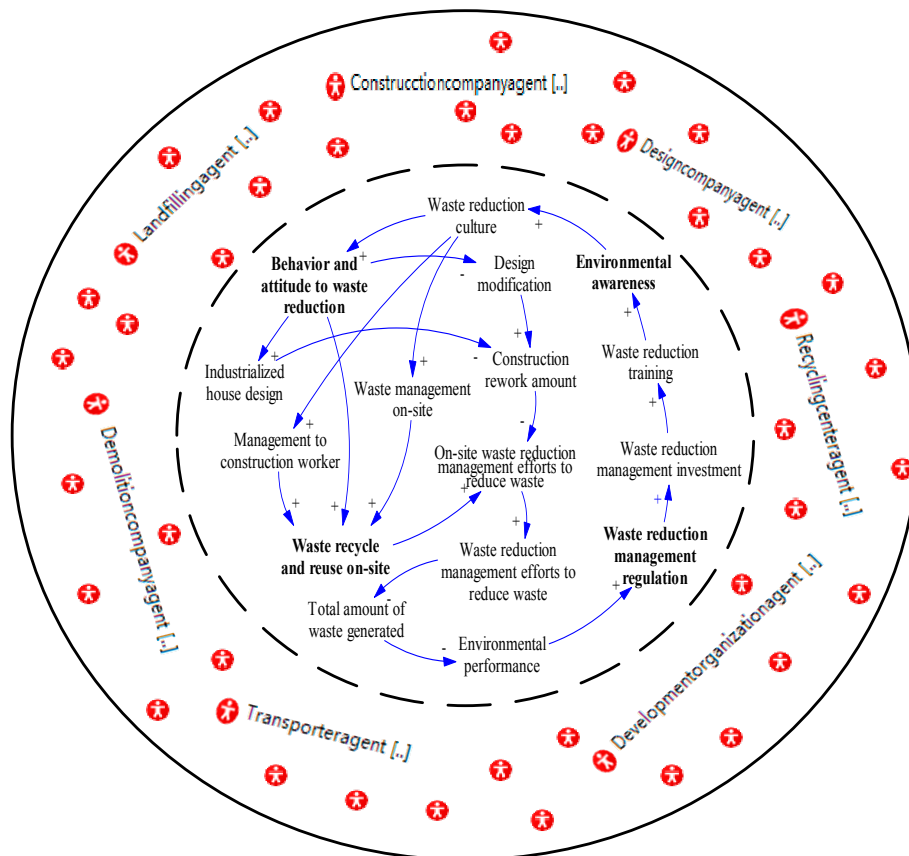 Construcctioncompanyagent [..]
Designcompanyagent [..]
Landfillingagent [..]
Waste reduction
culture
+
+
Behavior and
attitude to waste
reduction
-
Design
modification
Environmental
awareness
+
+
Industrialized
house design
+
-
Construction
rework amount
+
Waste management
on-site
Waste reduction
training
+
Recyclingcenteragent [..]
Demolitioncompanyagent [..]
+
Management to
construction worker
-
On-site waste reduction
management efforts to
reduce waste
+
Waste reduction
management investment
+
+
+
+
Waste recycle
and reuse on-site
+
Waste reduction
management efforts to
reduce waste
Waste reduction
management
regulation
+
-
Total amount of
waste generated
-
Environmental
performance
Developmentorganizationagent [..]
Transporteragent [..]